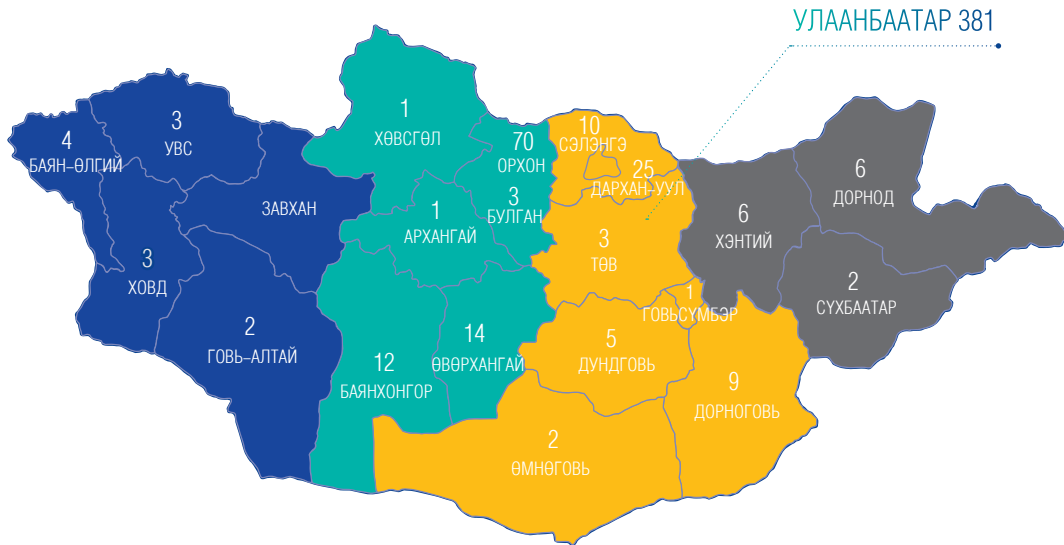 УЛААНБААТАР 381
1
ХӨВСГӨЛ
3
УВС
4
БАЯН–ӨЛГИЙ
70
ОРХОН
10
СЭЛЭНГЭ
25
ДАРХАН–УУЛ
6
ДОРНОД
ЗАВХАН
3
БУЛГАН
1
АРХАНГАЙ
6
ХЭНТИЙ
3
ТӨВ
3
ХОВД
2
СҮХБААТАР
1
ГОВЬСҮМБЭР
2
ГОВЬ–АЛТАЙ
14
ӨВӨРХАНГАЙ
5
ДУНДГОВЬ
12
БАЯНХОНГОР
9
ДОРНОГОВЬ
2
ӨМНӨГОВЬ